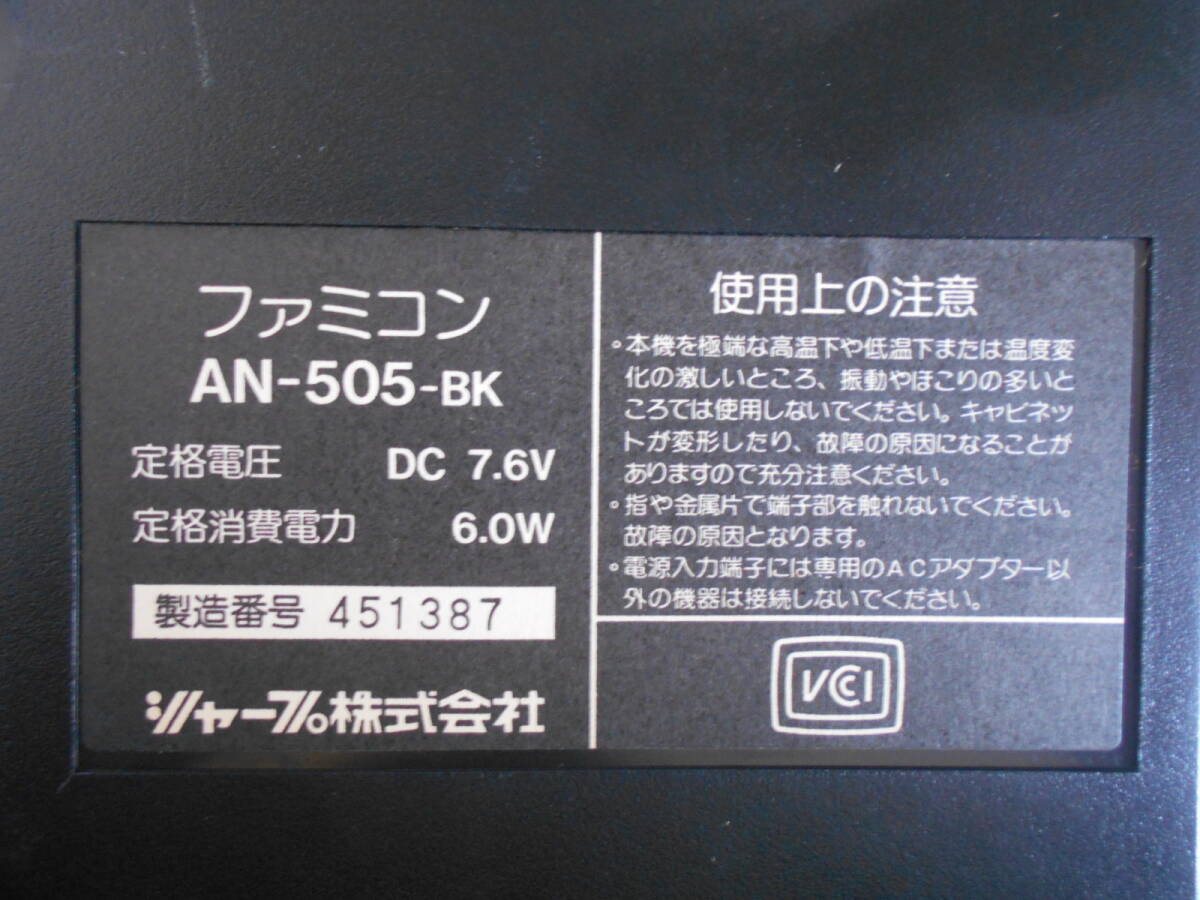 ファミコン
AN-505-BK
定格電圧 DC 7.6V
定格消費電力 6.0W
製造番号 451387
シャープ株式会社
使用上の注意
•本機を極端な高温下や低温下または温度変
化の激しいところ、振動やほこりの多いと
ころでは使用しないでください。キャビネッ
トが変形したり、故障の原因になることが
ありますので充分注意ください。
•指や金属片で端子部を触れないでください。
故障の原因となります。
•電源入力端子には専用のACアダプター以
外の機器は接続しないでください。
VCCI